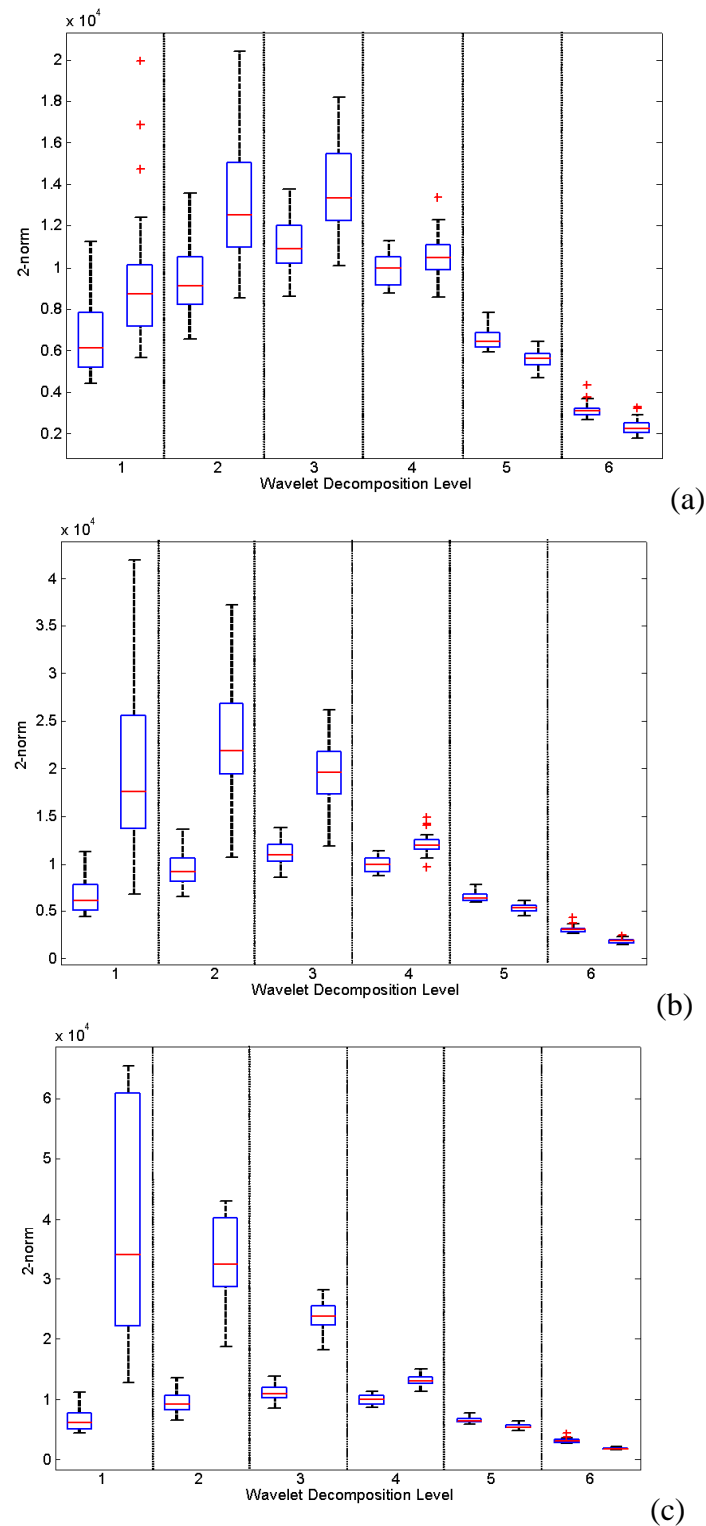 x 10^4
2
1.8
1.6
1.4
1.2
1
0.8
0.6
0.4
0.2
2-norm
1 2 3 4 5 6
Wavelet Decomposition Level
(a)
x 10^4
4
3.5
3
2.5
2
1.5
1
0.5
0
2-norm
1 2 3 4 5 6
Wavelet Decomposition Level
(b)
x 10^4
6
5
4
3
2
1
0
2-norm
1 2 3 4 5 6
Wavelet Decomposition Level
(c)